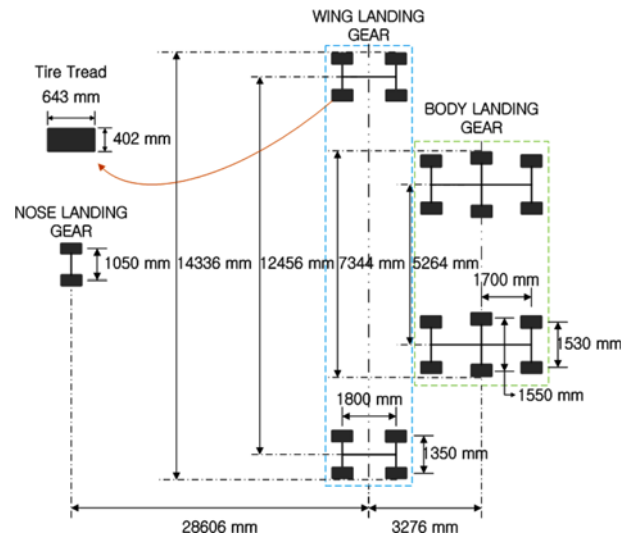 WING LANDING
GEAR
Tire Tread
643 mm
402 mm
BODY LANDING
GEAR
NOSE LANDING
GEAR
1050 mm
14336 mm
12456 mm
7344 mm
5264 mm
1700 mm
1530 mm
1550 mm
1800 mm
1350 mm
28606 mm
3276 mm